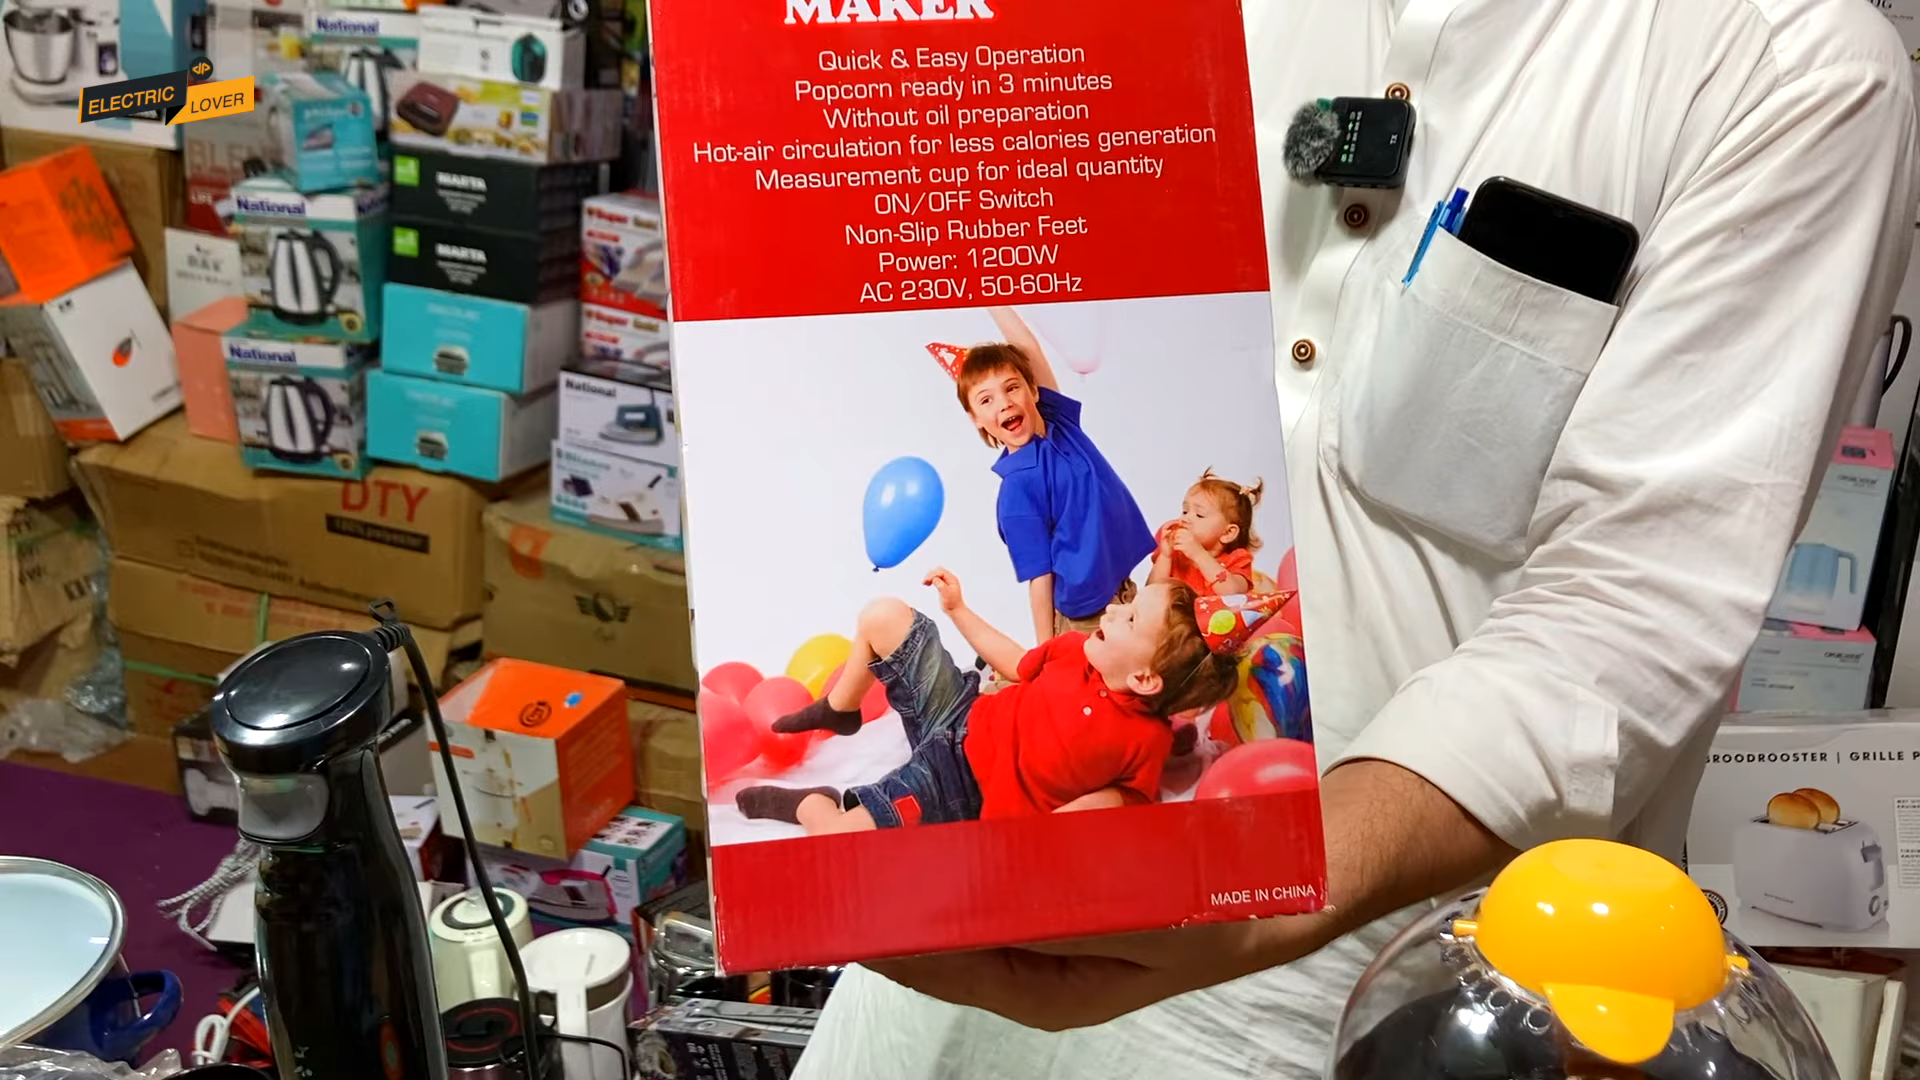 ELECTRIC
LOVER
MAKER
Quick & Easy Operation
Popcorn ready in 3 minutes
Without oil preparation
Hot-air circulation for less calories generation
Measurement cup for ideal quantity
ON/OFF Switch
Non-Slip Rubber Feet
Power: 1200W
AC 230V, 50-60Hz
MADE IN CHINA
National
National
National
National
MARTA
MARTA
DTY
TX
BROODROOSTER | GRILLE P